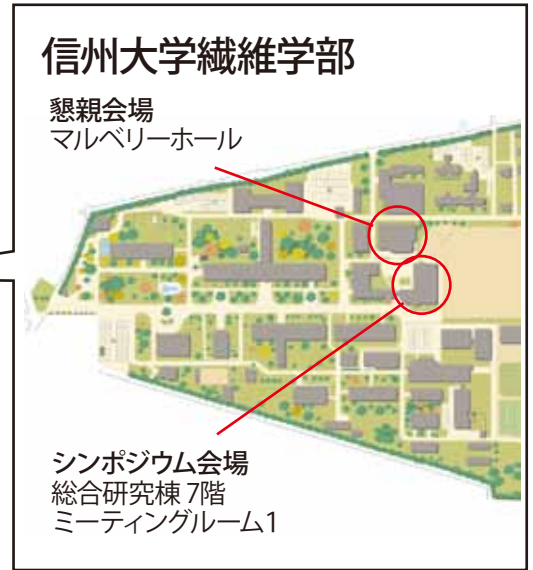 信州大学繊維学部
懇親会場
マルベリーホール
シンポジウム会場
総合研究棟 7階
ミーティングルーム1